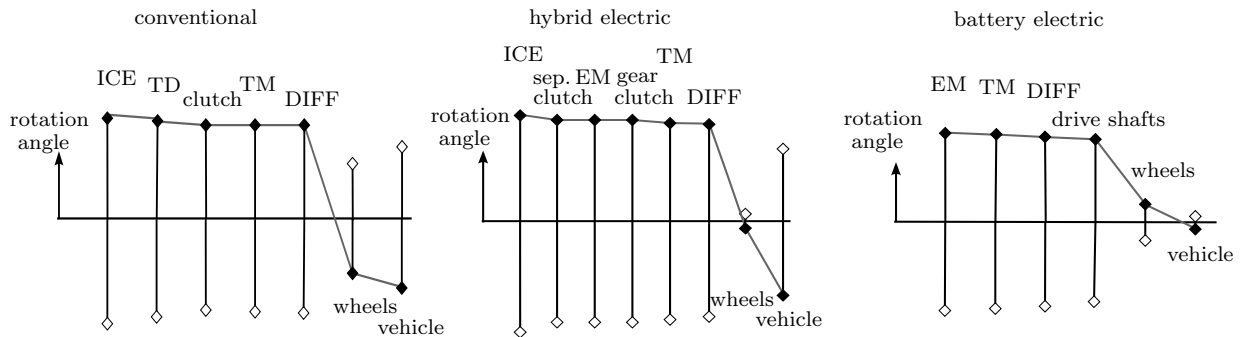 conventional
ICE
TD
clutch
TM
DIFF
rotation
angle
wheels
vehicle
hybrid electric
ICE
sep.
clutch
EM
gear
clutch
TM
DIFF
rotation
angle
wheels
vehicle
battery electric
EM
TM
DIFF
drive shafts
rotation
angle
wheels
vehicle